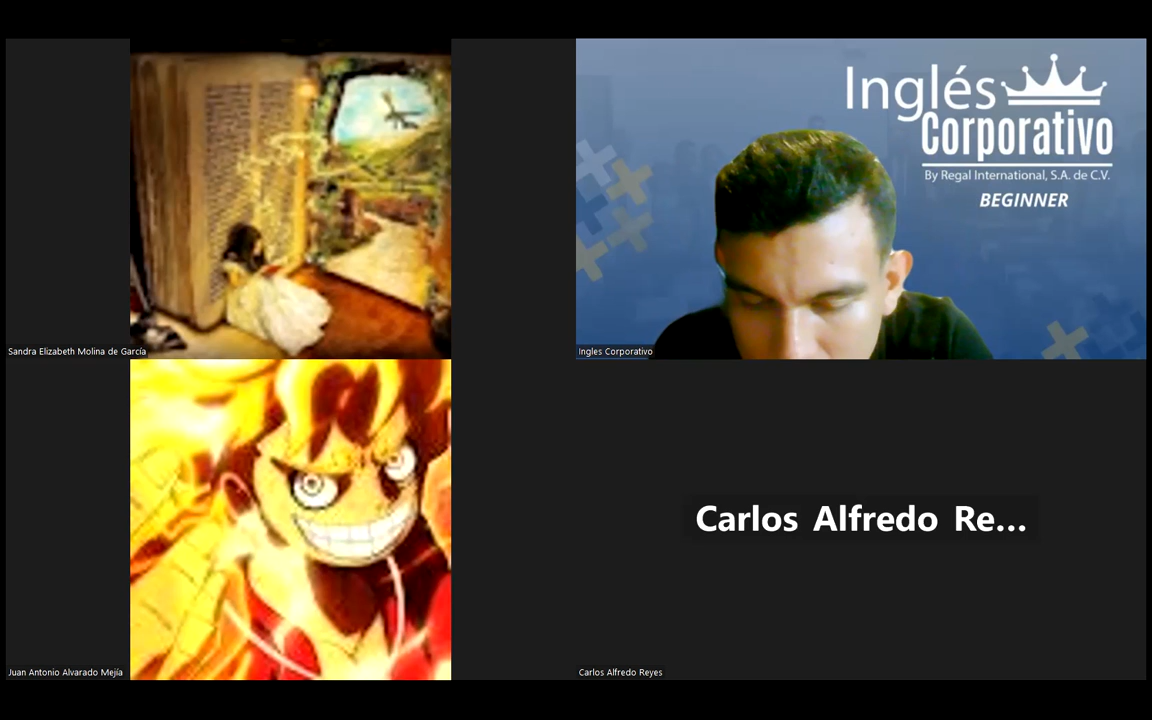 Inglés
Corporativo
By Regal International, S.A. de C.V.
BEGINNER
Sandra Elizabeth Molina de García
Ingles Corporativo
Carlos Alfredo Re...
Juan Antonio Alvarado Mejía
Carlos Alfredo Reyes